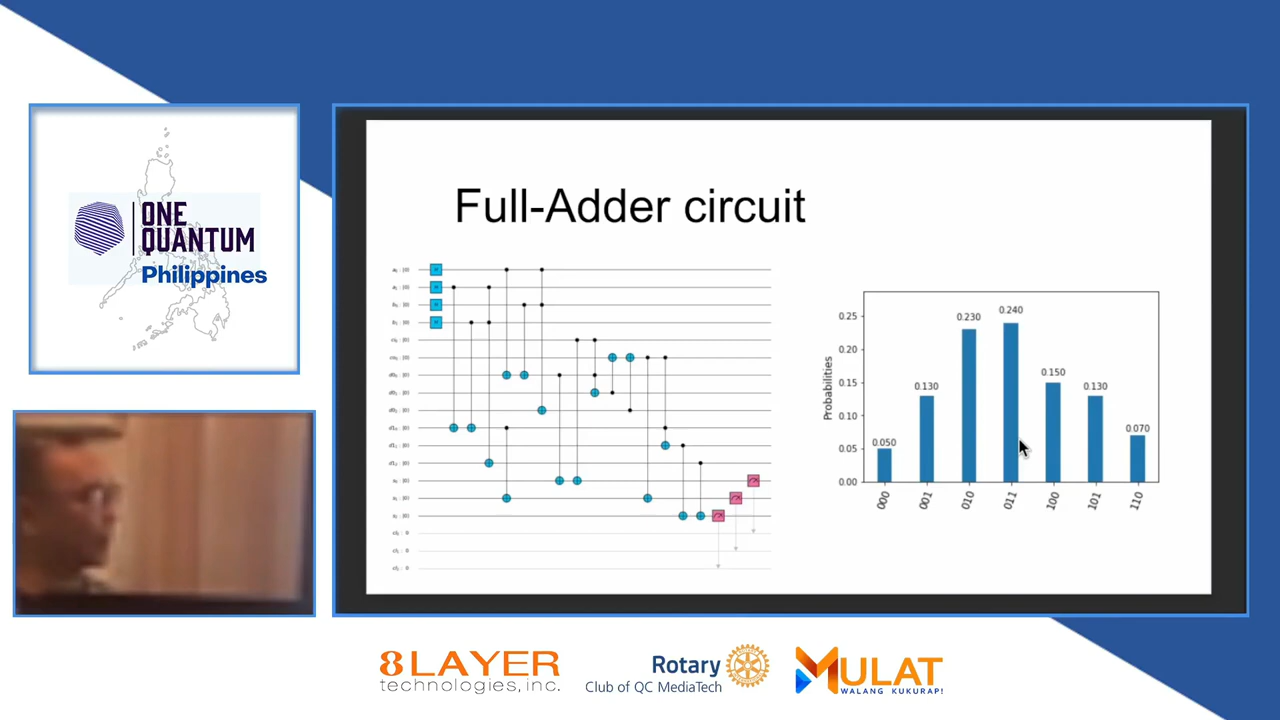 ONE
QUANTUM
Philippines
Full-Adder circuit
Probabilities
0.25
0.20
0.15
0.10
0.05
0.00
0.050
0.130
0.230
0.240
0.150
0.130
0.070
000
001
010
011
100
101
110
8LAYER
technologies, inc.
Rotary
Club of QC MediaTech
MULAT
WALANG KUKURAP!